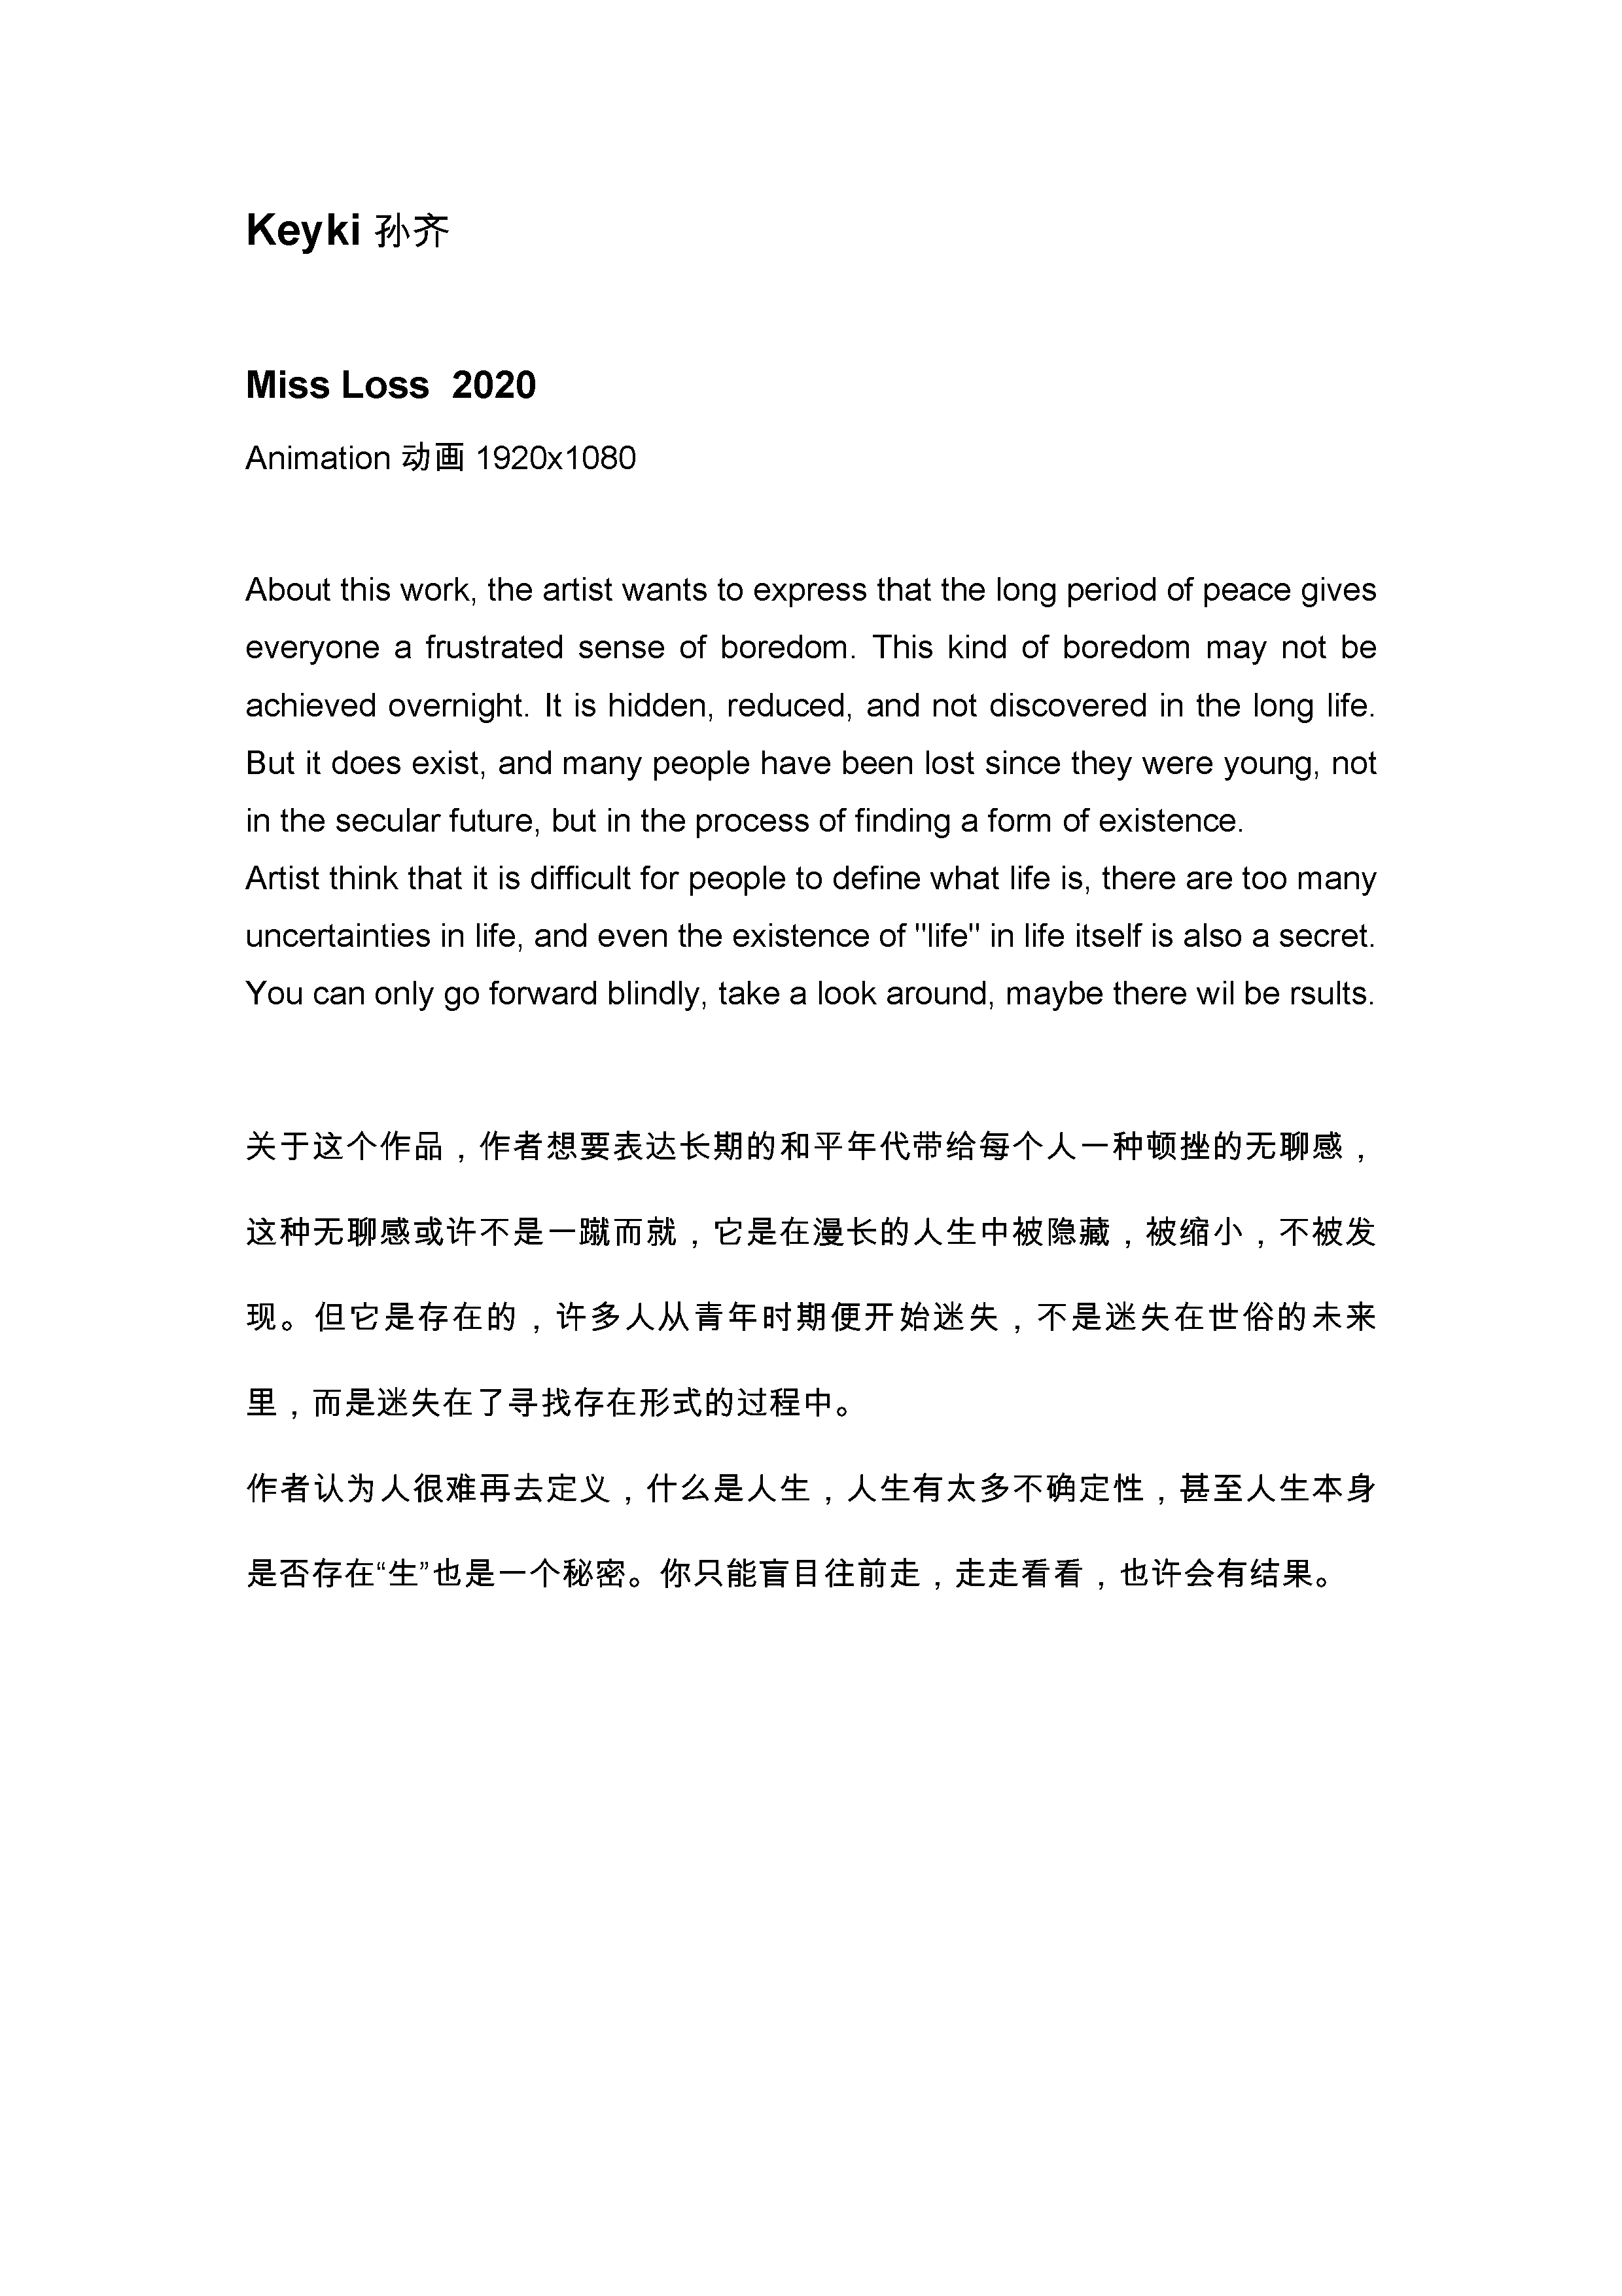 Keyki 孙齐
Miss Loss  2020
Animation 动画 1920x1080
About this work, the artist wants to express that the long period of peace gives
everyone a frustrated sense of boredom. This kind of boredom may not be
achieved overnight. It is hidden, reduced, and not discovered in the long life.
But it does exist, and many people have been lost since they were young, not
in the secular future, but in the process of finding a form of existence.
Artist think that it is difficult for people to define what life is, there are too many
uncertainties in life, and even the existence of "life" in life itself is also a secret.
You can only go forward blindly, take a look around, maybe there wil be rsults.
关于这个作品，作者想要表达长期的和平年代带给每个人一种顿挫的无聊感，
这种无聊感或许不是一蹴而就，它是在漫长的人生中被隐藏，被缩小，不被发
现。但它是存在的，许多人从青年时期便开始迷失，不是迷失在世俗的未来
里，而是迷失在了寻找存在形式的过程中。
作者认为人很难再去定义，什么是人生，人生有太多不确定性，甚至人生本身
是否存在“生”也是一个秘密。你只能盲目往前走，走走看看，也许会有结果。